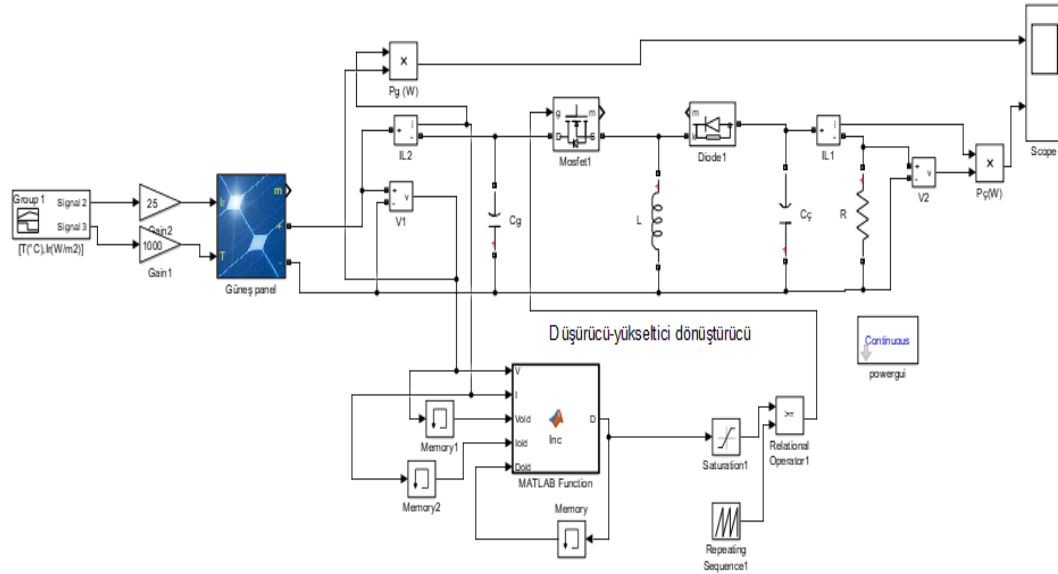 Pg (W)
×
i
+
-
IL2
g
m
D
S
Mosfet1
m
Diode1
+
-
i
IL1
×
Pç(W)
Scope
+
-
v
V2
Group 1
Signal 2
Signal 3
[T(°C),Ir(W/m2)]
25
Gain2
1000
Gain1
Ir
T
m
+
-
Güneş panel
+
-
v
V1
Cg
L
Cç
R
Düşürücü-yükseltici dönüştürücü
Continuous
powergui
V
I
Vold
Iold
Dold
D
Inc
MATLAB Function
Memory1
Memory2
Memory
Saturation1
>=
Relational
Operator1
Repeating
Sequence1